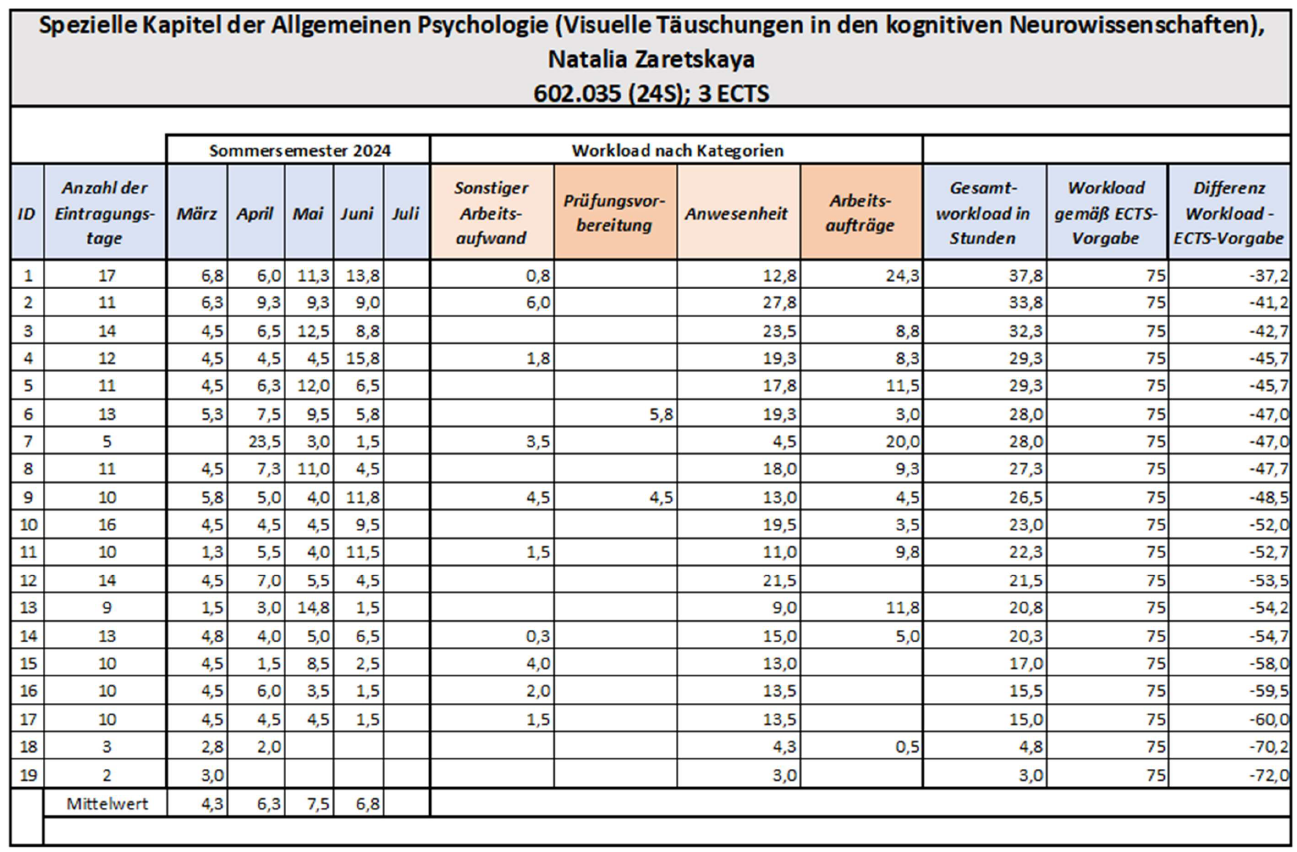 Spezielle Kapitel der Allgemeinen Psychologie (Visuelle Täuschungen in den kognitiven Neurowissenschaften),
Natalia Zaretskaya
602.035 (24S); 3 ECTS
Sommersemester 2024 Workload nach Kategorien
ID Anzahl der Eintragungs- tage März April Mai Juni Juli Sonstiger Arbeits- aufwand Prüfungsvor- bereitung Anwesenheit Arbeits- aufträge Gesamt- workload in Stunden Workload gemäß ECTS- Vorgabe Differenz Workload - ECTS-Vorgabe
1 17 6,8 6,0 11,3 13,8 0,8 12,8 24,3 37,8 75 -37,2
2 11 6,3 9,3 9,3 9,0 6,0 27,8 33,8 75 -41,2
3 14 4,5 6,5 12,5 8,8 23,5 8,8 32,3 75 -42,7
4 12 4,5 4,5 4,5 15,8 1,8 19,3 8,3 29,3 75 -45,7
5 11 4,5 6,3 12,0 6,5 17,8 11,5 29,3 75 -45,7
6 13 5,3 7,5 9,5 5,8 5,8 19,3 3,0 28,0 75 -47,0
7 5 23,5 3,0 1,5 3,5 4,5 20,0 28,0 75 -47,0
8 11 4,5 7,3 11,0 4,5 18,0 9,3 27,3 75 -47,7
9 10 5,8 5,0 4,0 11,8 4,5 4,5 13,0 4,5 26,5 75 -48,5
10 16 4,5 4,5 4,5 9,5 19,5 3,5 23,0 75 -52,0
11 10 1,3 5,5 4,0 11,5 1,5 11,0 9,8 22,3 75 -52,7
12 14 4,5 7,0 5,5 4,5 21,5 21,5 75 -53,5
13 9 1,5 3,0 14,8 1,5 9,0 11,8 20,8 75 -54,2
14 13 4,8 4,0 5,0 6,5 0,3 15,0 5,0 20,3 75 -54,7
15 10 4,5 1,5 8,5 2,5 4,0 13,0 17,0 75 -58,0
16 10 4,5 6,0 3,5 1,5 2,0 13,5 15,5 75 -59,5
17 10 4,5 4,5 4,5 1,5 1,5 13,5 15,0 75 -60,0
18 3 2,8 2,0 4,3 0,5 4,8 75 -70,2
19 2 3,0 3,0 3,0 75 -72,0
Mittelwert 4,3 6,3 7,5 6,8